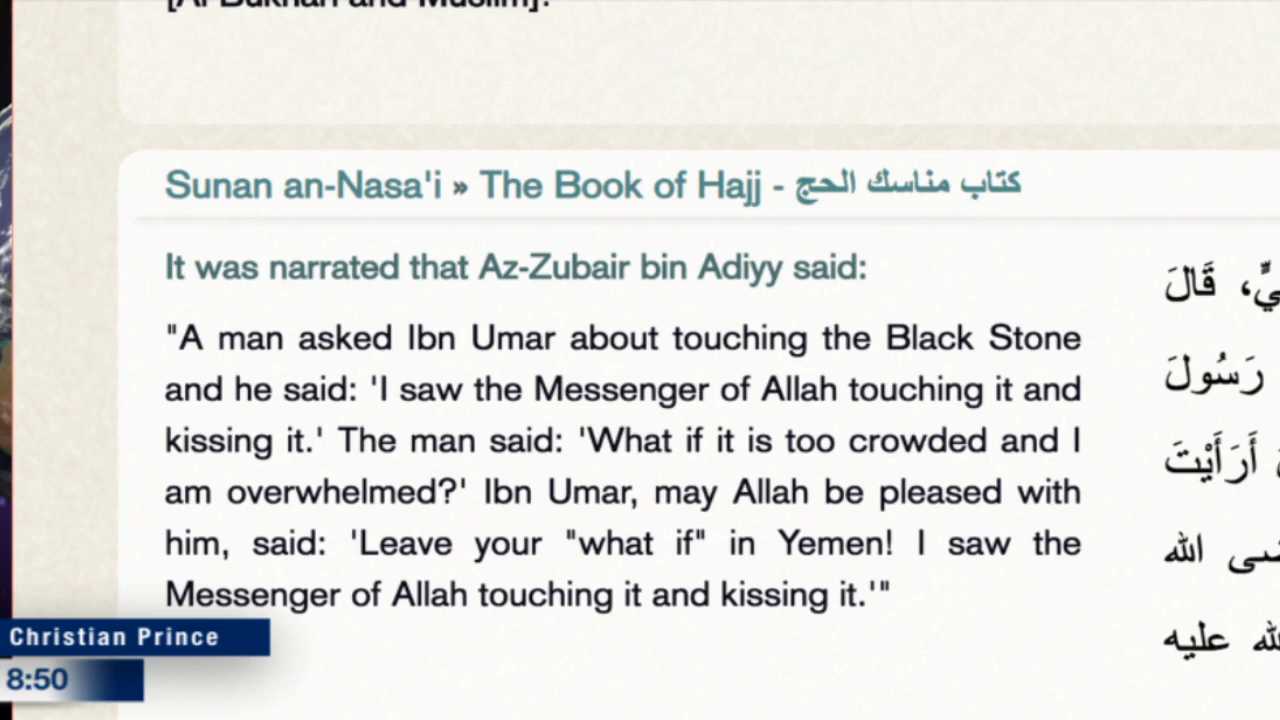 [Al-Bukhari and Muslim].
Sunan an-Nasa'i » The Book of Hajj - كتاب مناسك الحج
It was narrated that Az-Zubair bin Adiyy said:
"A man asked Ibn Umar about touching the Black Stone
and he said: 'I saw the Messenger of Allah touching it and
kissing it.' The man said: 'What if it is too crowded and I
am overwhelmed?' Ibn Umar, may Allah be pleased with
him, said: 'Leave your "what if" in Yemen! I saw the
Messenger of Allah touching it and kissing it.'"
قَالَ
رَسُولَ
أَرَأَيْتَ
الله
عليه
Christian Prince
8:50